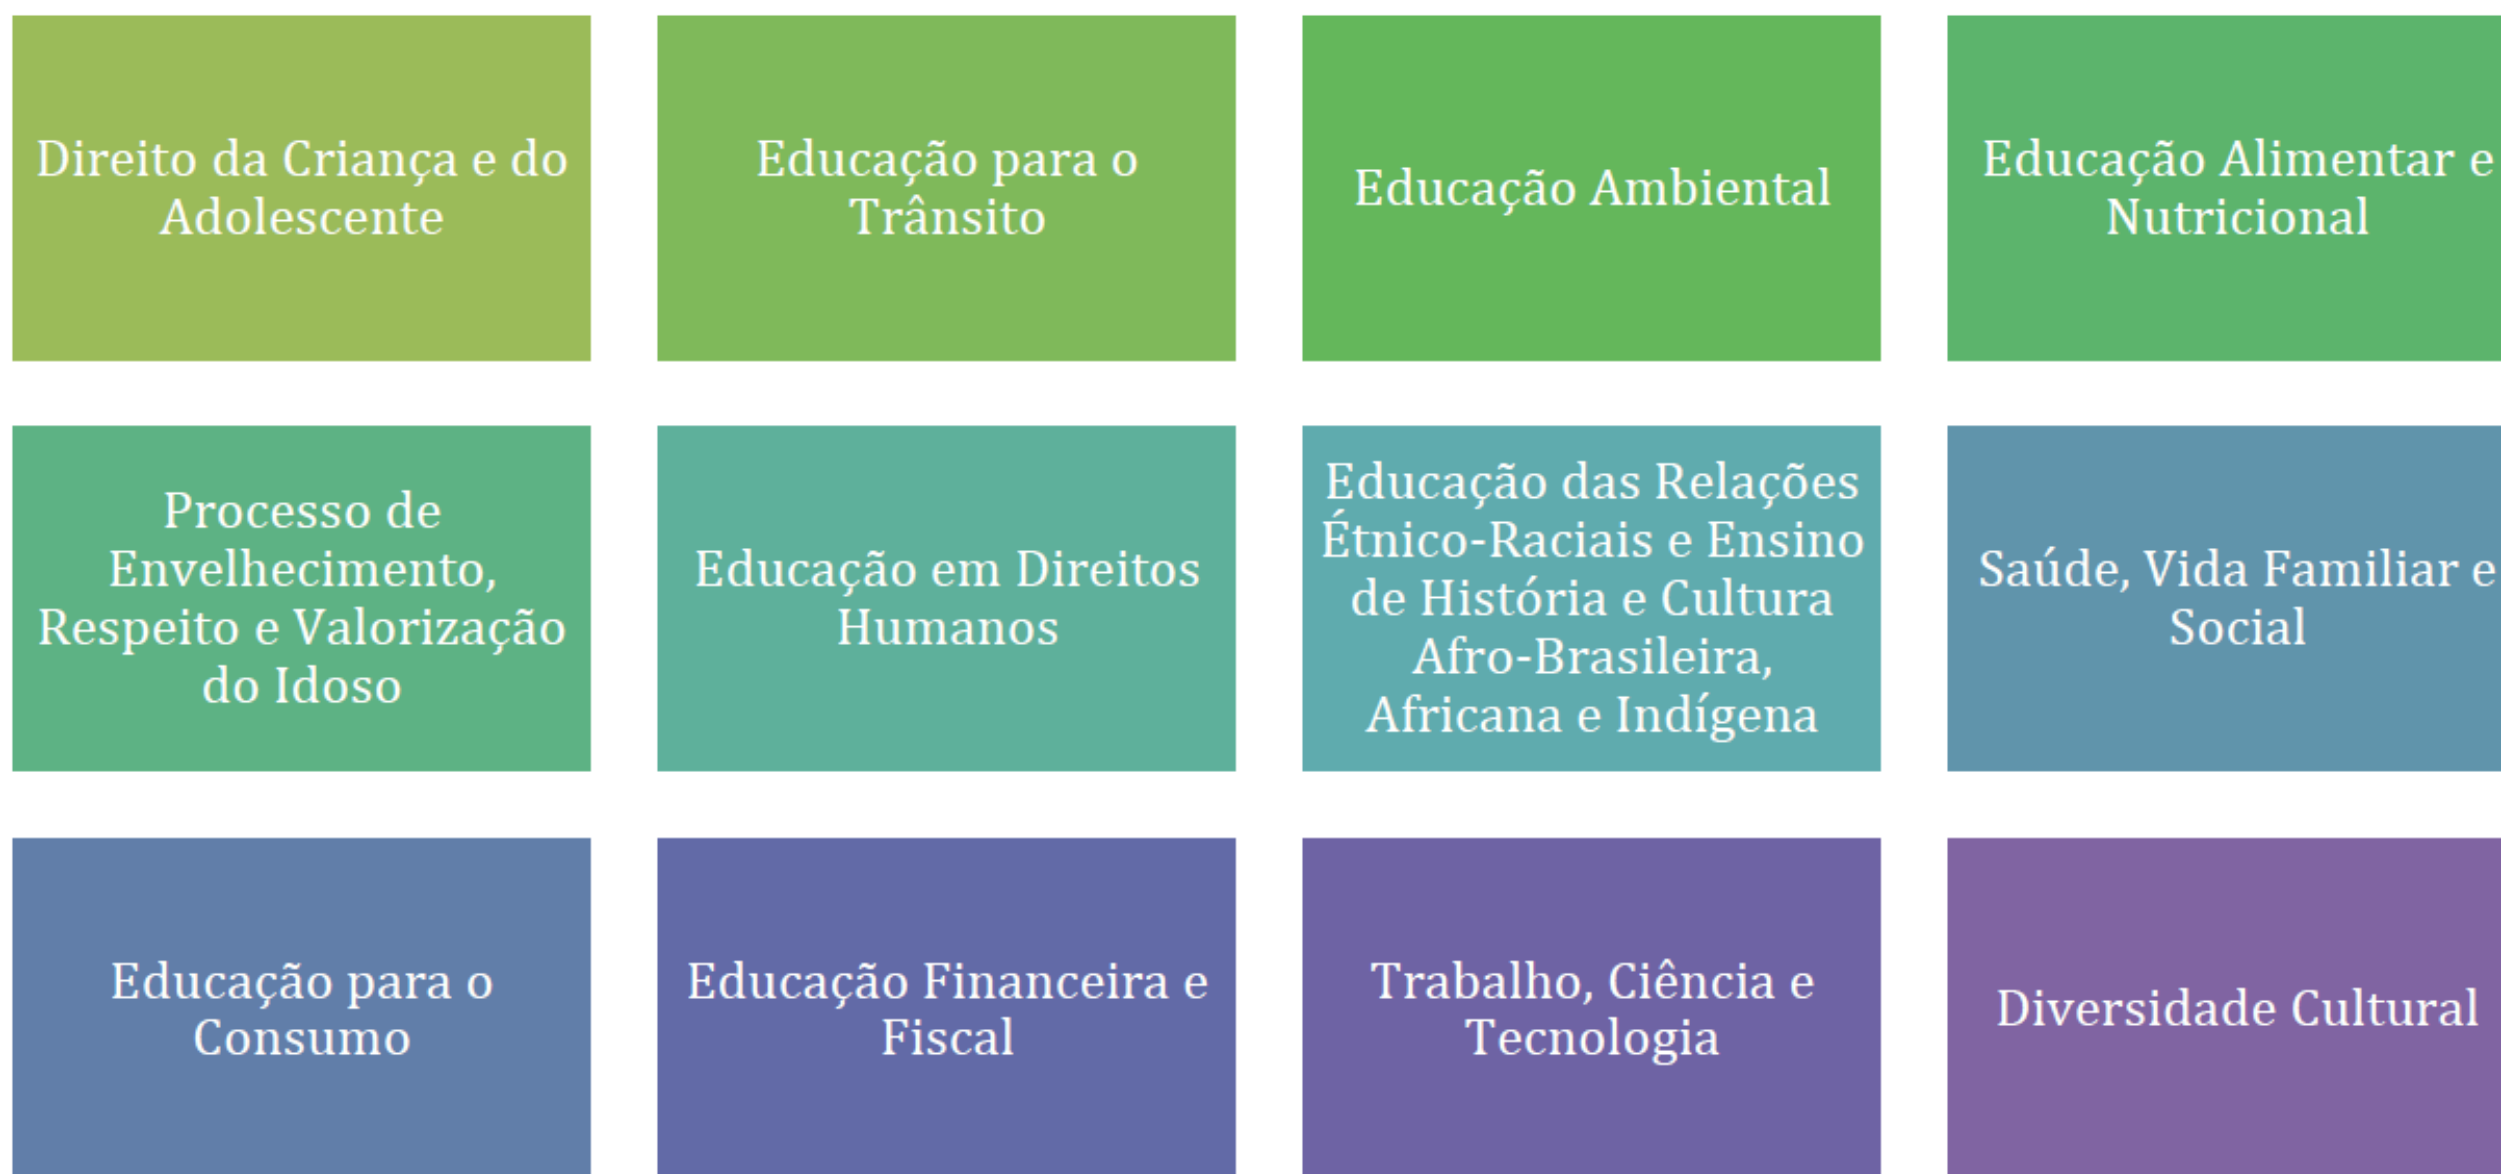 Direito da Criança e do
Adolescente
Educação para o
Trânsito
Educação Ambiental
Educação Alimentar e
Nutricional
Processo de
Envelhecimento,
Respeito e Valorização
do Idoso
Educação em Direitos
Humanos
Educação das Relações
Étnico-Raciais e Ensino
de História e Cultura
Afro-Brasileira,
Africana e Indígena
Saúde, Vida Familiar e
Social
Educação para o
Consumo
Educação Financeira e
Fiscal
Trabalho, Ciência e
Tecnologia
Diversidade Cultural